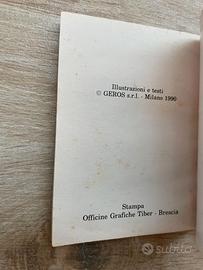 Illustrazioni e testi
© GEROS s.r.l. - Milano 1990
Stampa
Officine Grafiche Tiber - Brescia
subito